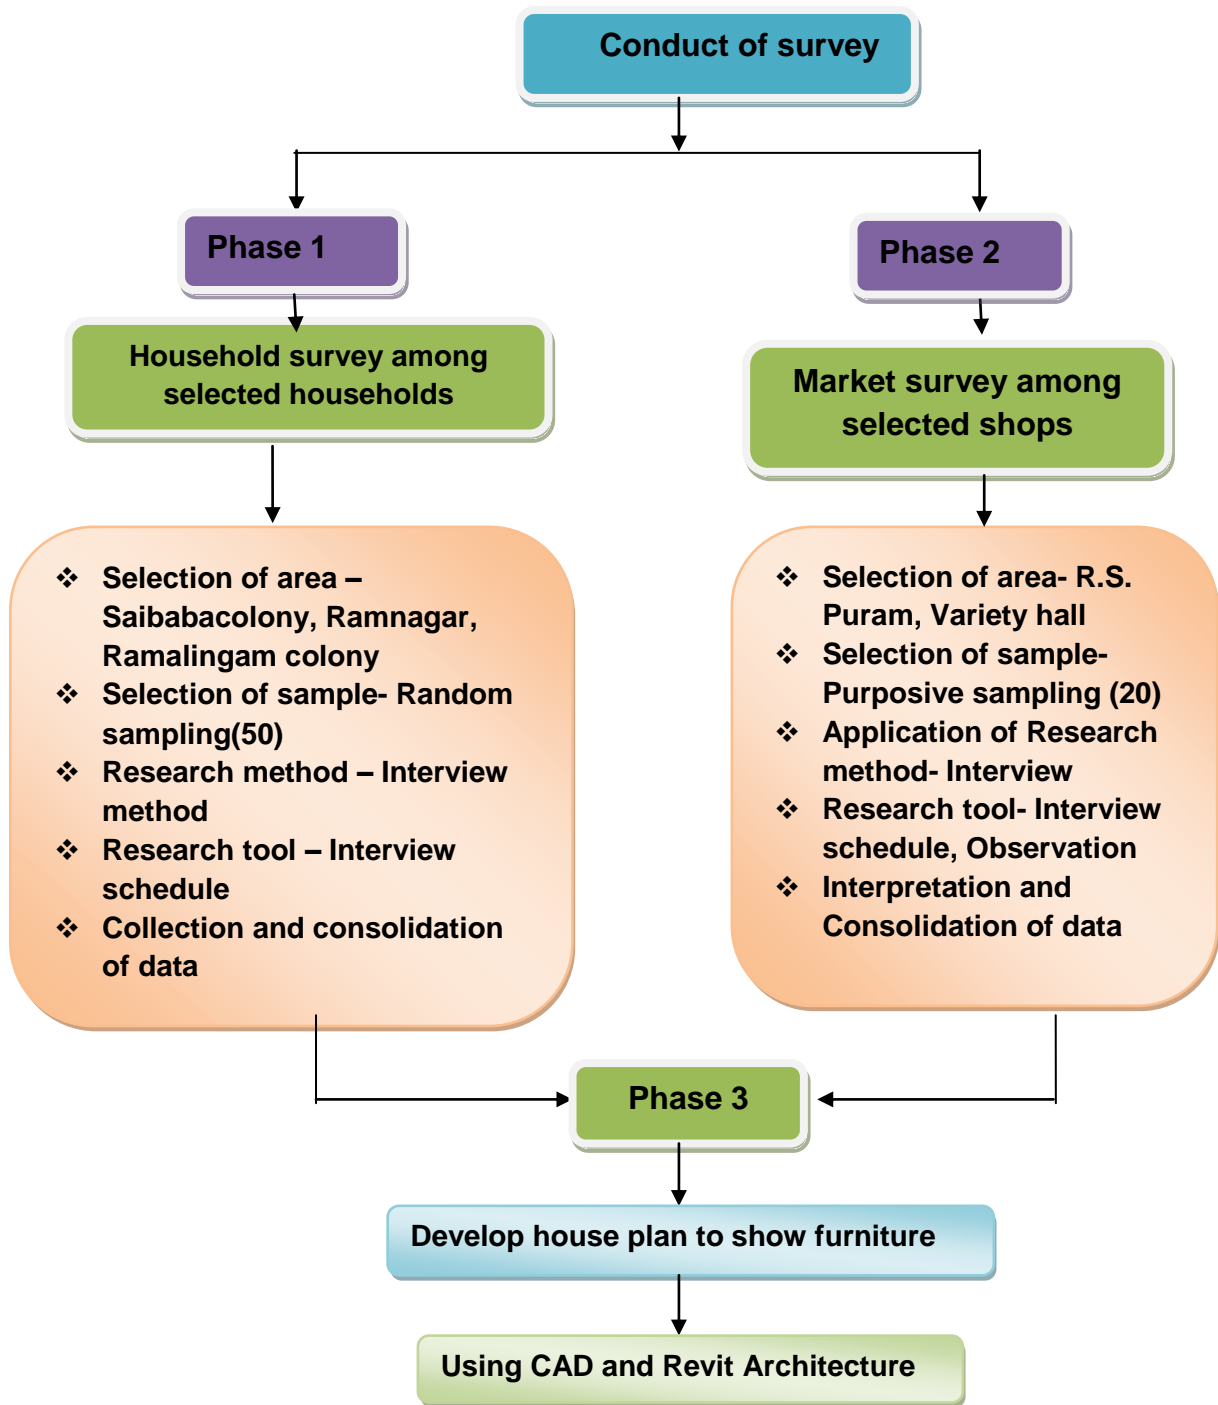 Conduct of survey
Phase 1
Phase 2
Household survey among
selected households
Market survey among
selected shops
❖ Selection of area –
Saibabacolony, Ramnagar,
Ramalingam colony
❖ Selection of sample- Random
sampling(50)
❖ Research method – Interview
method
❖ Research tool – Interview
schedule
❖ Collection and consolidation
of data
❖ Selection of area- R.S.
Puram, Variety hall
❖ Selection of sample-
Purposive sampling (20)
❖ Application of Research
method- Interview
❖ Research tool- Interview
schedule, Observation
❖ Interpretation and
Consolidation of data
Phase 3
Develop house plan to show furniture
Using CAD and Revit Architecture